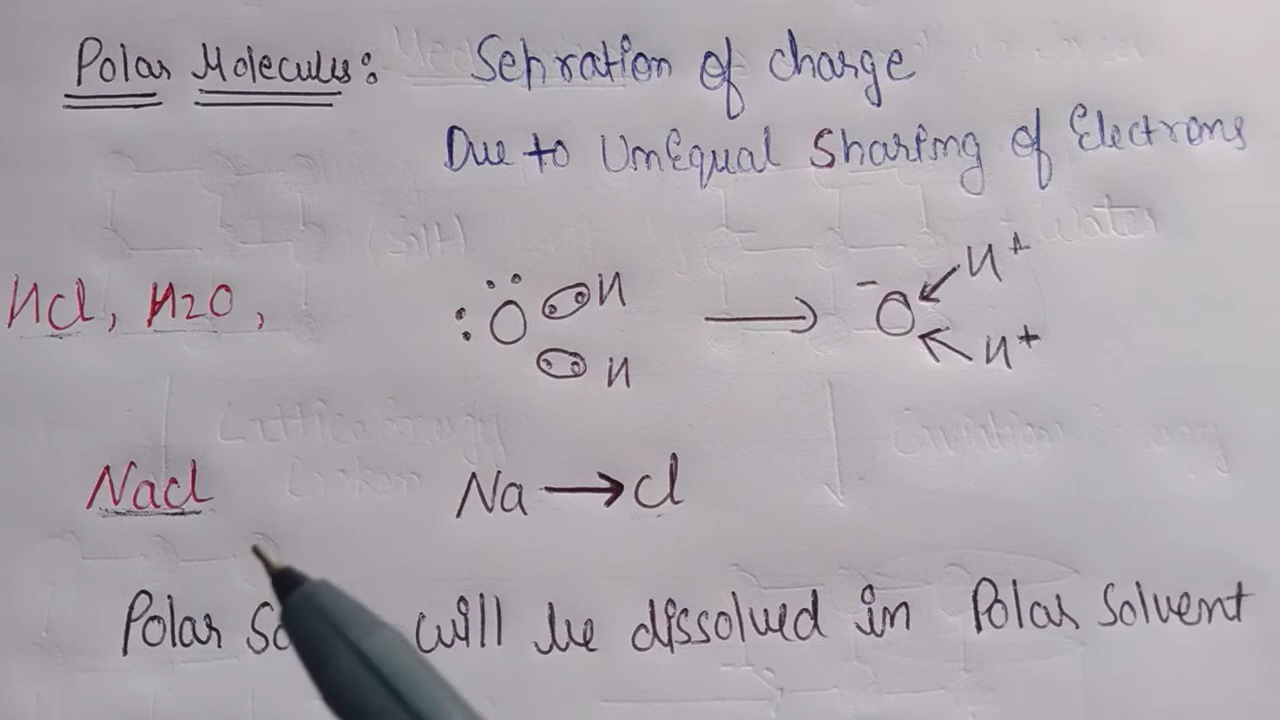 Polar Molecules: Sepration of charge
Due to UnEqual Sharing of Electrons
HCl, H2O, :Ö: H → -O H+
: H H+
NaCl Na → Cl
Polar will be dissolved in Polar Solvent